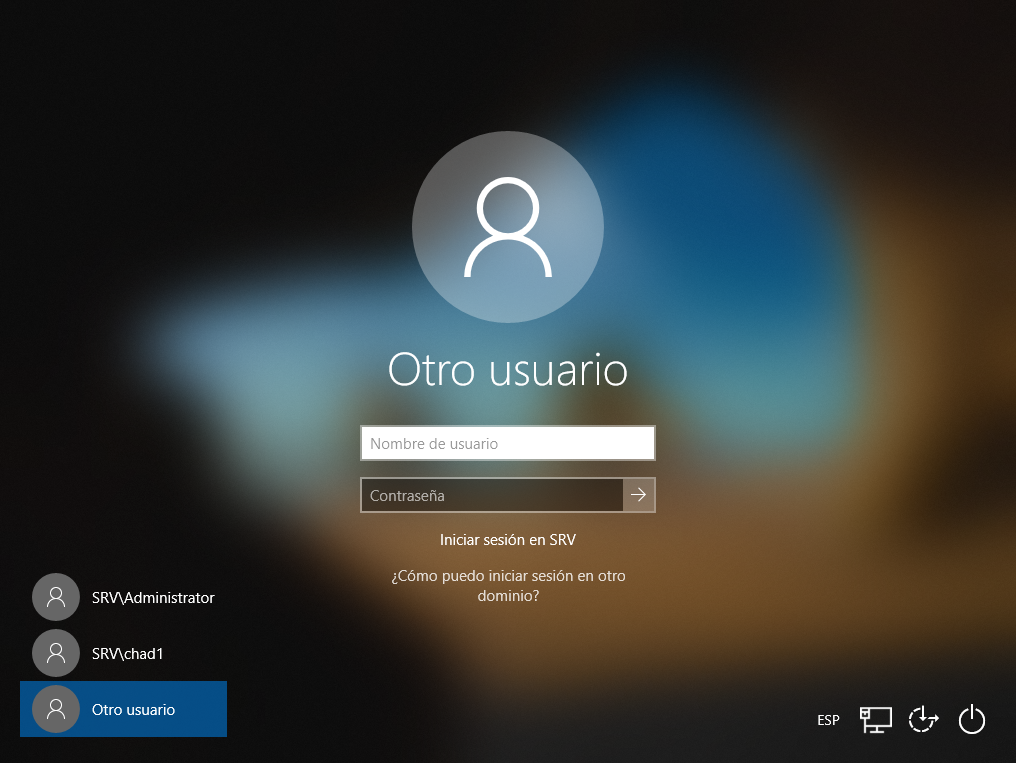 Otro usuario
Nombre de usuario
Contraseña
Iniciar sesión en SRV
¿Cómo puedo iniciar sesión en otro
dominio?
SRV\Administrator
SRV\chad1
Otro usuario
ESP